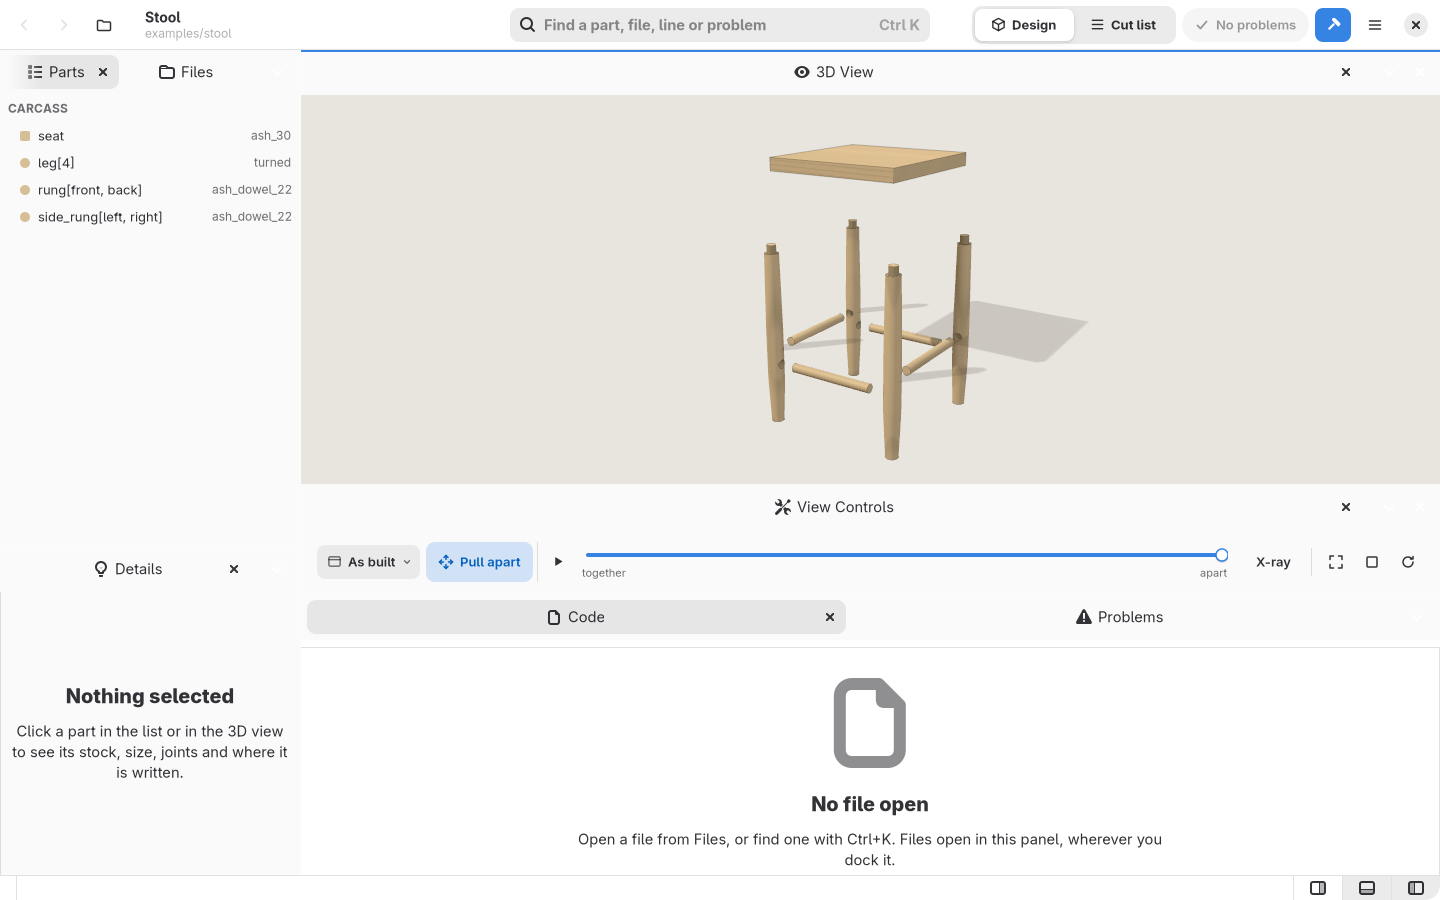 Stool
examples/stool
Find a part, file, line or problem
Ctrl K
Design
Cut list
No problems
Parts
Files
3D View
CARCASS
seat
ash_30
leg[4]
turned
rung[front, back]
ash_dowel_22
side_rung[left, right]
ash_dowel_22
View Controls
As built
Pull apart
together
apart
X-ray
Details
Code
Problems
Nothing selected
Click a part in the list or in the 3D view
to see its stock, size, joints and where it
is written.
No file open
Open a file from Files, or find one with Ctrl+K. Files open in this panel, wherever you
dock it.